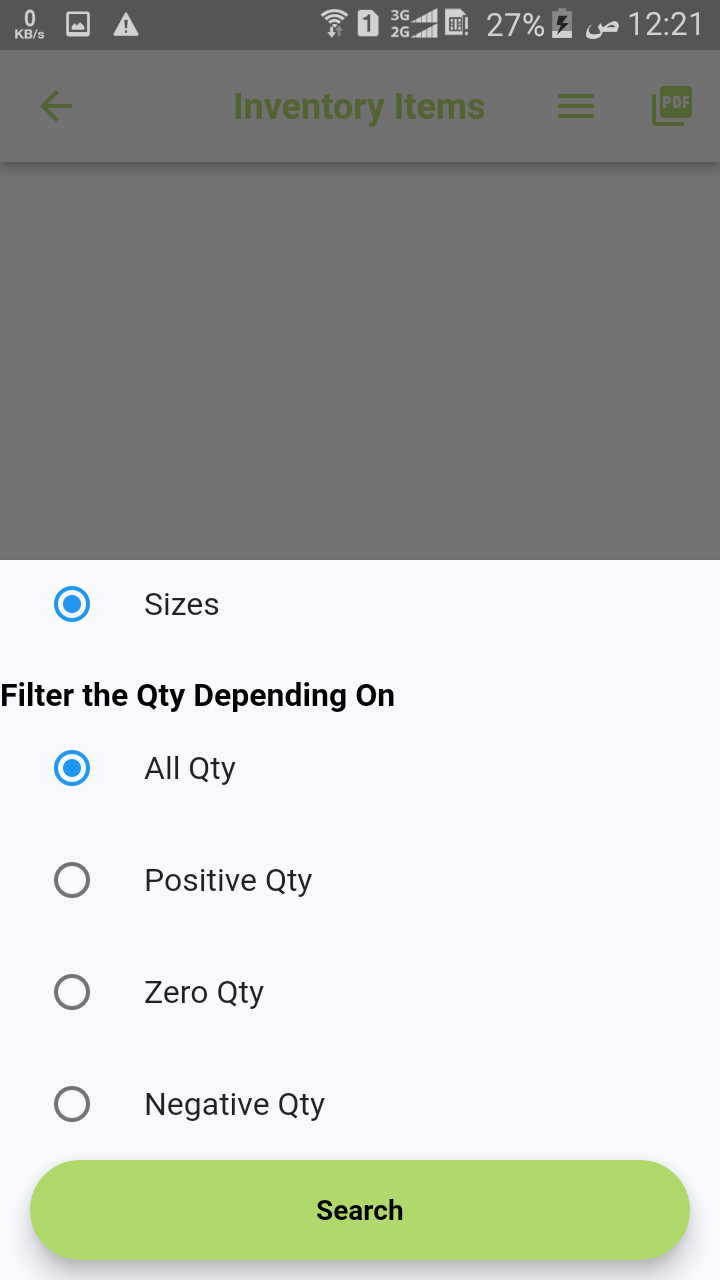 0
KB/s
1
3G
2G
27%
12:21 ص
Inventory Items
PDF
Sizes
Filter the Qty Depending On
All Qty
Positive Qty
Zero Qty
Negative Qty
Search